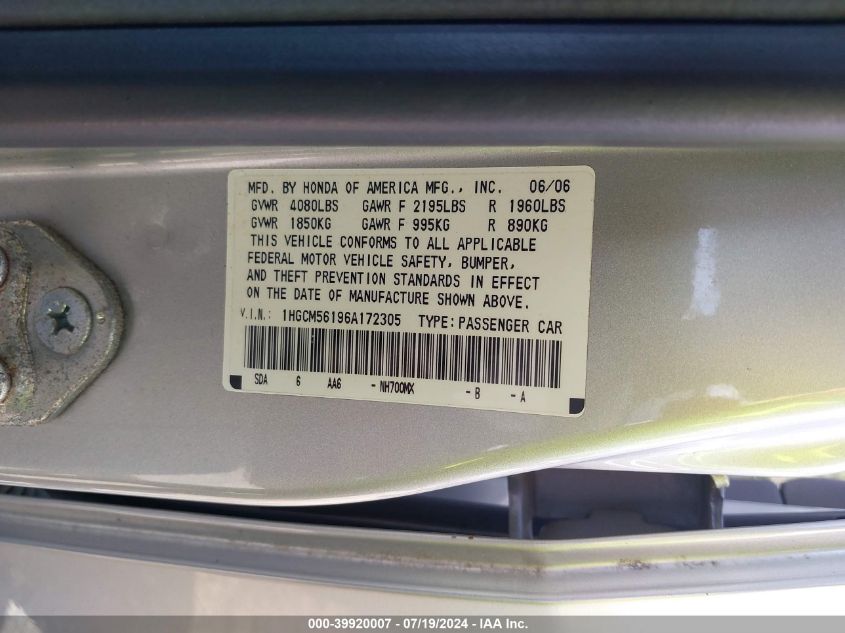 MFD. BY HONDA OF AMERICA MFG., INC. 06/06
GVWR 4080LBS GAWR F 2195LBS R 1960LBS
GVWR 1850KG GAWR F 995KG R 890KG
THIS VEHICLE CONFORMS TO ALL APPLICABLE
FEDERAL MOTOR VEHICLE SAFETY, BUMPER,
AND THEFT PREVENTION STANDARDS IN EFFECT
ON THE DATE OF MANUFACTURE SHOWN ABOVE.
V.I.N.: 1HGCM56196A172305 TYPE: PASSENGER CAR
SDA 6 AA6 - NH700MX - B - A
000-39920007 - 07/19/2024 - IAA Inc.